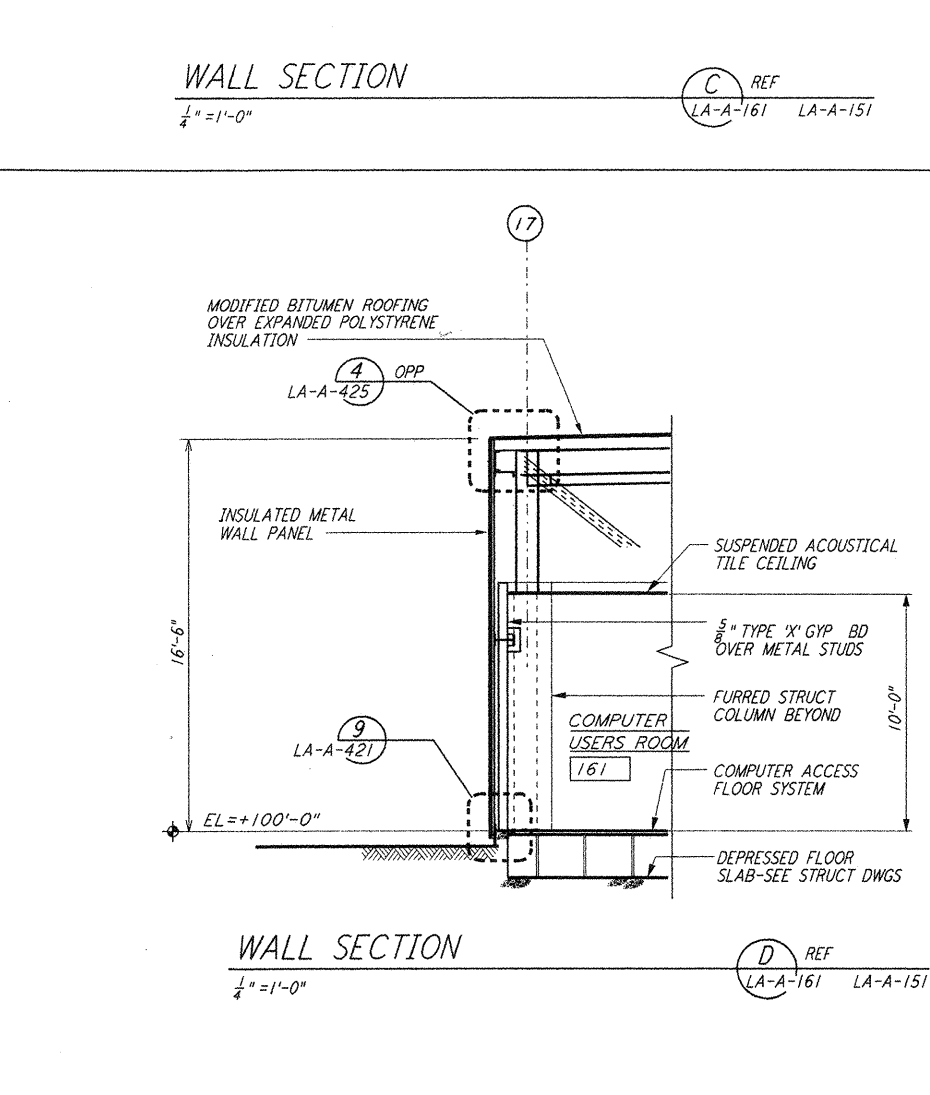 WALL SECTION
1/4" =1'-0"
C REF
LA-A-161 LA-A-151
17
MODIFIED BITUMEN ROOFING
OVER EXPANDED POLYSTYRENE
INSULATION
4 OPP
LA-A-425
INSULATED METAL
WALL PANEL
SUSPENDED ACOUSTICAL
TILE CEILING
16'-6"
5/8" TYPE 'X' GYP BD
OVER METAL STUDS
FURRED STRUCT
COLUMN BEYOND
10'-0"
9
LA-A-421
COMPUTER
USERS ROOM
161
COMPUTER ACCESS
FLOOR SYSTEM
EL=+100'-0"
DEPRESSED FLOOR
SLAB-SEE STRUCT DWGS
WALL SECTION
1/4" =1'-0"
D REF
LA-A-161 LA-A-151